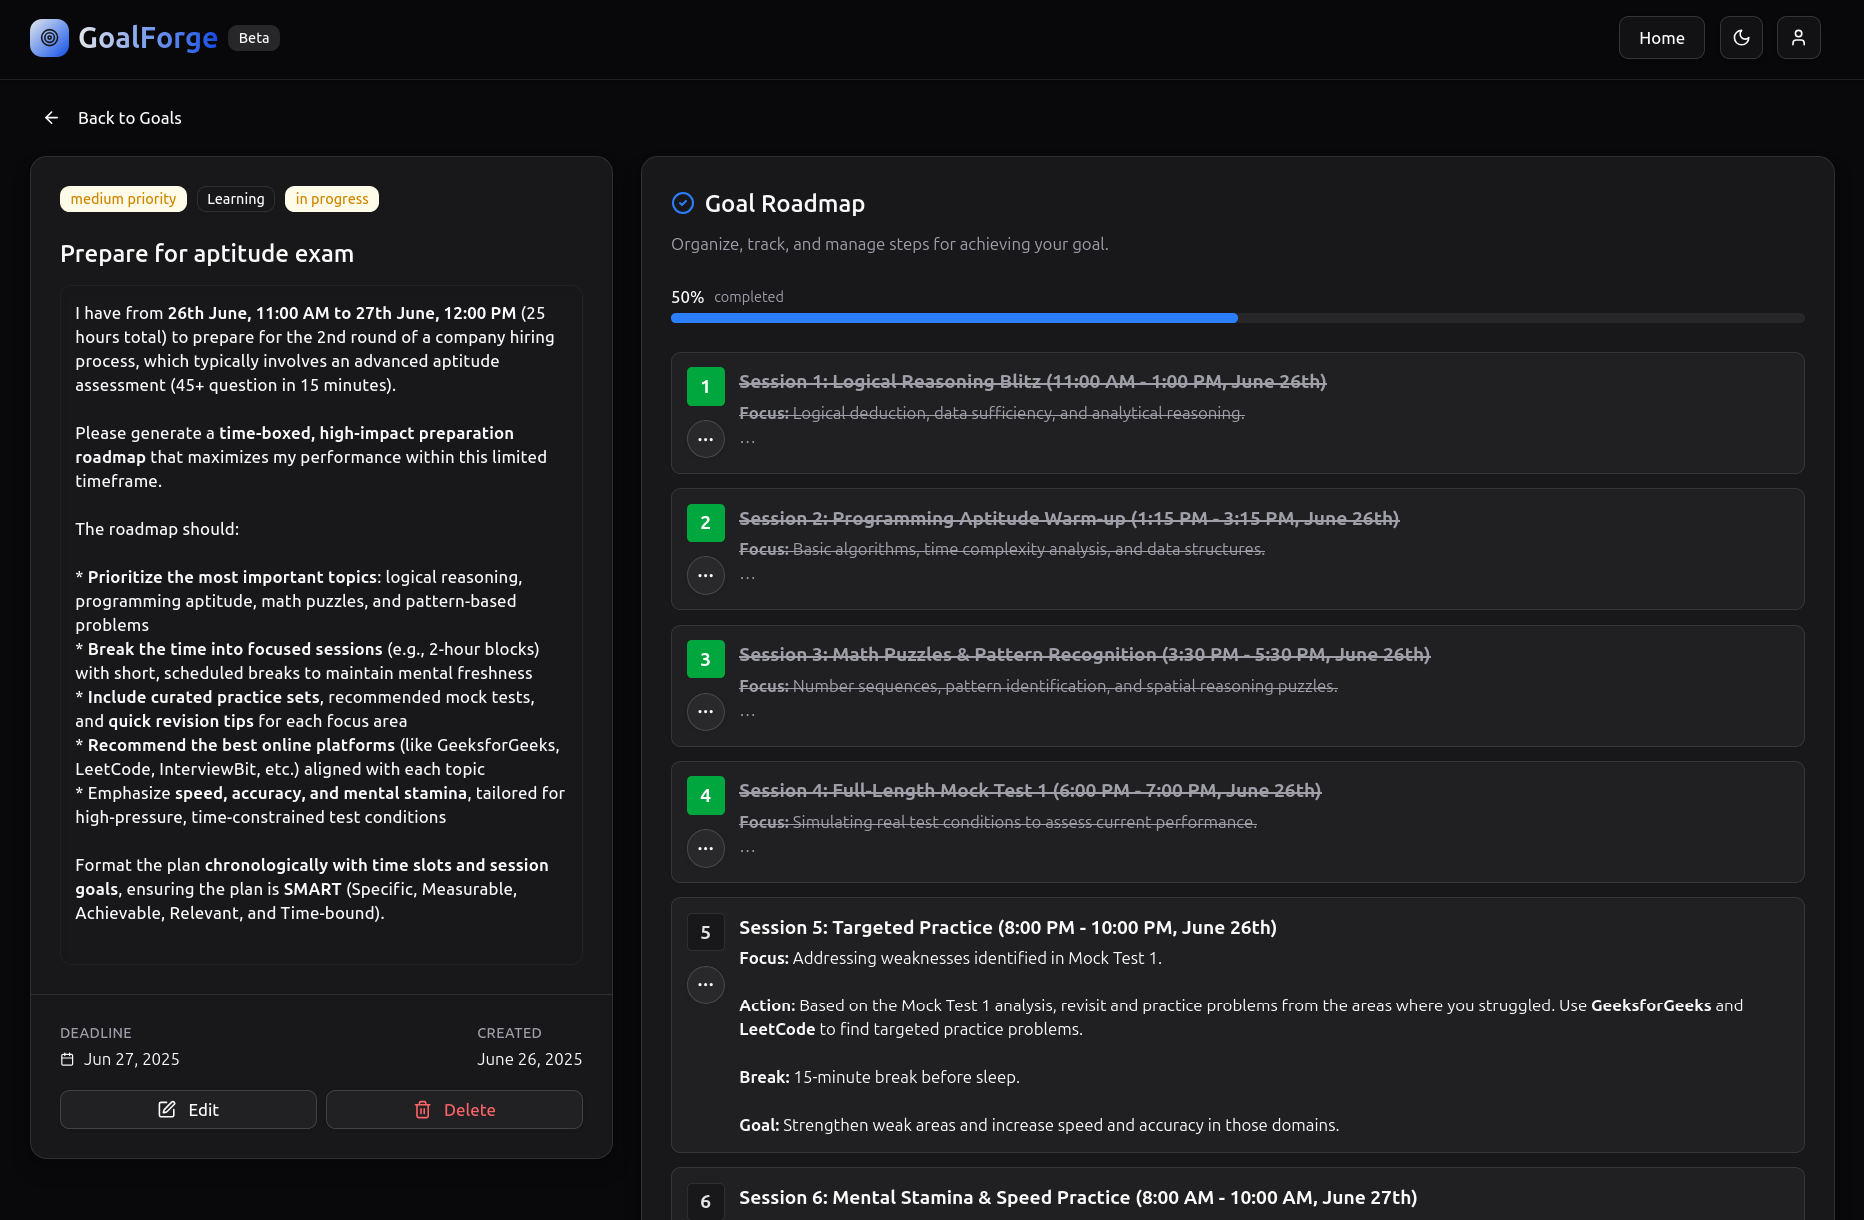 GoalForge
Beta
Home
Back to Goals
medium priority
Learning
in progress
Prepare for aptitude exam
I have from 26th June, 11:00 AM to 27th June, 12:00 PM (25
hours total) to prepare for the 2nd round of a company hiring
process, which typically involves an advanced aptitude
assessment (45+ question in 15 minutes).
Please generate a time-boxed, high-impact preparation
roadmap that maximizes my performance within this limited
timeframe.
The roadmap should:
* Prioritize the most important topics: logical reasoning,
programming aptitude, math puzzles, and pattern-based
problems
* Break the time into focused sessions (e.g., 2-hour blocks)
with short, scheduled breaks to maintain mental freshness
* Include curated practice sets, recommended mock tests,
and quick revision tips for each focus area
* Recommend the best online platforms (like GeeksforGeeks,
LeetCode, InterviewBit, etc.) aligned with each topic
* Emphasize speed, accuracy, and mental stamina, tailored for
high-pressure, time-constrained test conditions
Format the plan chronologically with time slots and session
goals, ensuring the plan is SMART (Specific, Measurable,
Achievable, Relevant, and Time-bound).
DEADLINE
Jun 27, 2025
CREATED
June 26, 2025
Edit
Delete
Goal Roadmap
Organize, track, and manage steps for achieving your goal.
50% completed
1
Session 1: Logical Reasoning Blitz (11:00 AM - 1:00 PM, June 26th)
Focus: Logical deduction, data sufficiency, and analytical reasoning.
...
2
Session 2: Programming Aptitude Warm-up (1:15 PM - 3:15 PM, June 26th)
Focus: Basic algorithms, time complexity analysis, and data structures.
...
3
Session 3: Math Puzzles & Pattern Recognition (3:30 PM - 5:30 PM, June 26th)
Focus: Number sequences, pattern identification, and spatial reasoning puzzles.
...
4
Session 4: Full-Length Mock Test 1 (6:00 PM - 7:00 PM, June 26th)
Focus: Simulating real test conditions to assess current performance.
...
5
Session 5: Targeted Practice (8:00 PM - 10:00 PM, June 26th)
Focus: Addressing weaknesses identified in Mock Test 1.
Action: Based on the Mock Test 1 analysis, revisit and practice problems from the areas where you struggled. Use GeeksforGeeks and
LeetCode to find targeted practice problems.
Break: 15-minute break before sleep.
Goal: Strengthen weak areas and increase speed and accuracy in those domains.
6
Session 6: Mental Stamina & Speed Practice (8:00 AM - 10:00 AM, June 27th)